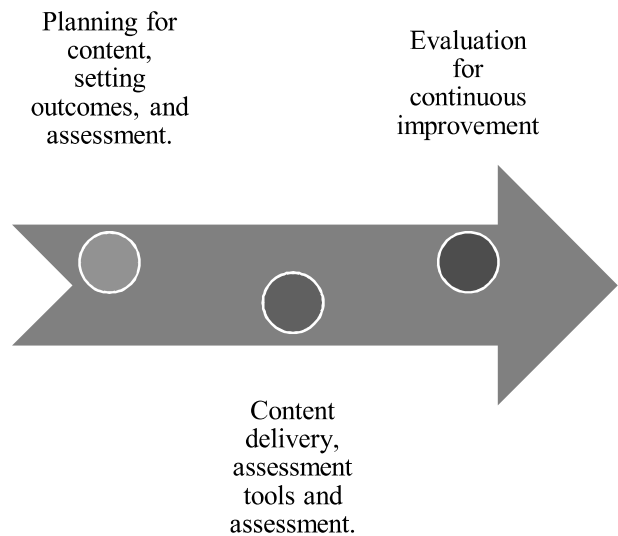 Planning for
content,
setting
outcomes, and
assessment.
Evaluation
for
continuous
improvement
Content
delivery,
assessment
tools and
assessment.